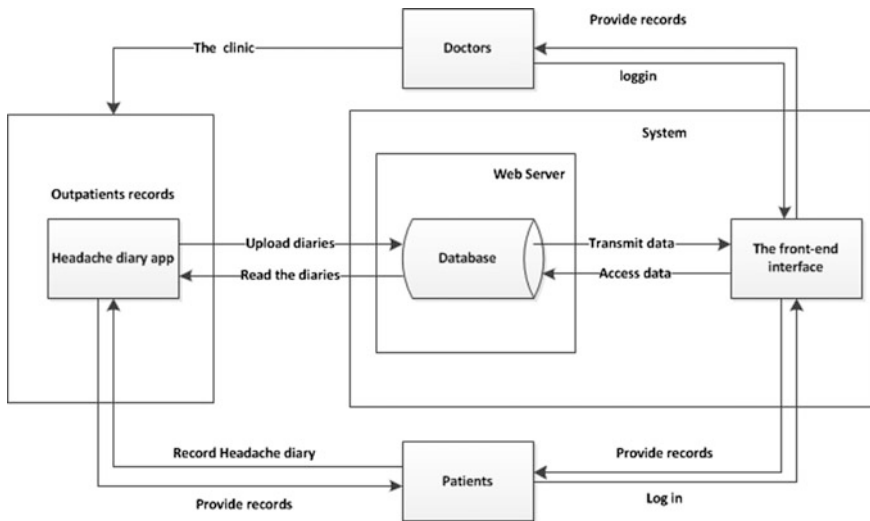 Provide records
The clinic
Doctors
loggin
System
Web Server
Outpatients records
Headache diary app
Upload diaries
Read the diaries
Database
Transmit data
Access data
The front-end
interface
Record Headache diary
Provide records
Patients
Provide records
Log in